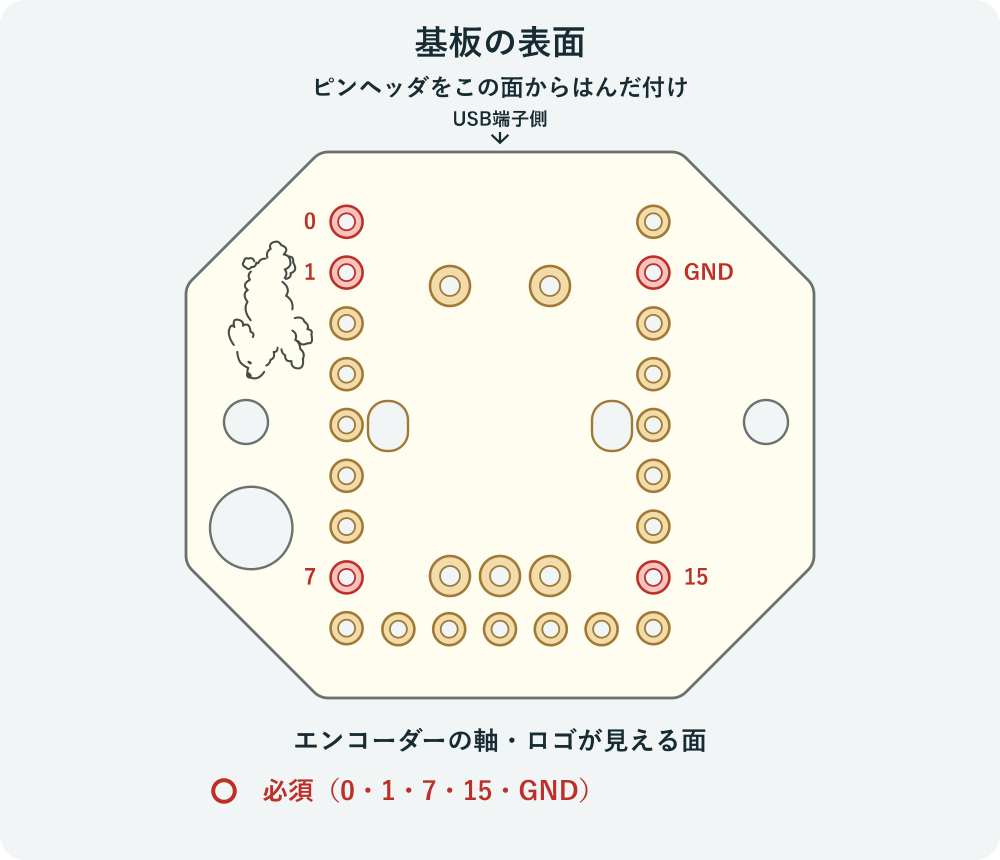 基板の表面
ピンヘッダをこの面からはんだ付け
USB端子側
0
1
GND
7
15
エンコーダーの軸・ロゴが見える面
必須（0・1・7・15・GND）